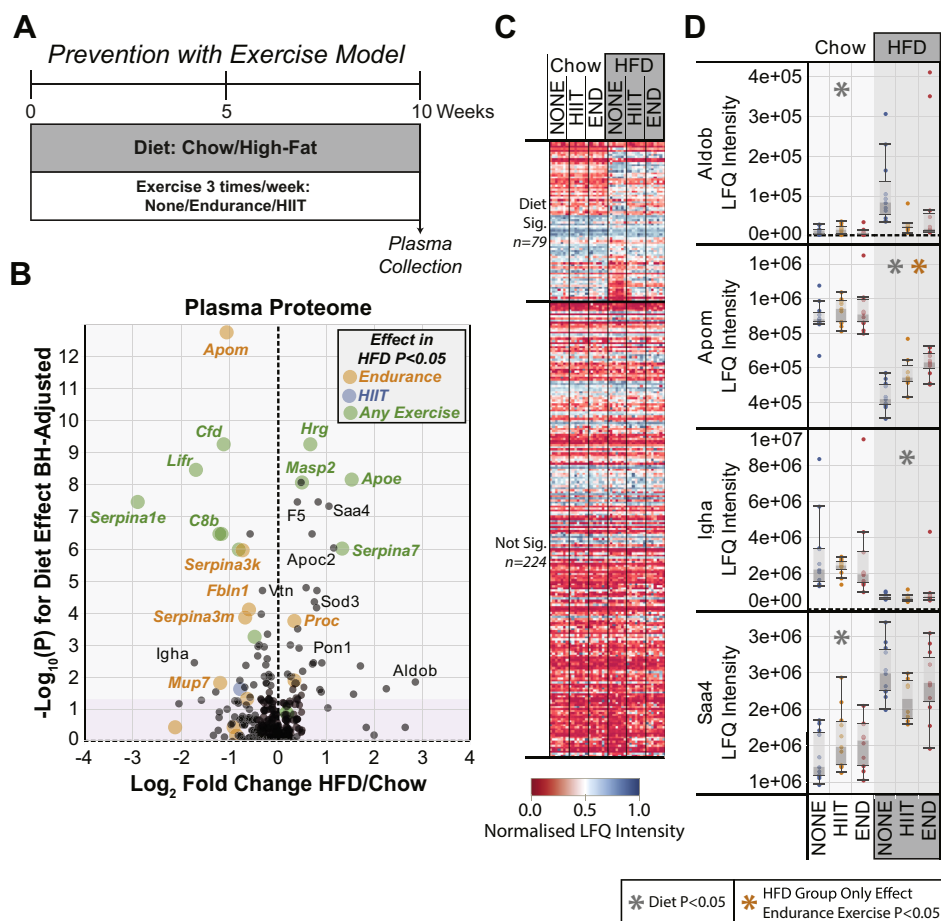 A
Prevention with Exercise Model
0 5 10 Weeks
Diet: Chow/High-Fat
Exercise 3 times/week:
None/Endurance/HIIT
Plasma
Collection
B
Plasma Proteome
-Log10(P) for Diet Effect BH-Adjusted
12
11
10
9
8
7
6
5
4
3
2
1
0
Effect in
HFD P<0.05
Endurance
HIIT
Any Exercise
Apom
Cfd
Hrg
Lifr
Masp2
Apoe
Serpina1e
F5
Saa4
C8b
Apoc2
Serpina7
Serpina3k
Fbln1
Vtn
Sod3
Serpina3m
Proc
Igha
Pon1
Mup7
Aldob
−4 −3 −2 −1 0 1 2 3 4
Log2 Fold Change HFD/Chow
C
Chow HFD
NONE HIIT END NONE HIIT END
Diet
Sig.
n=79
Not Sig.
n=224
0.0 0.5 1.0
Normalised LFQ Intensity
D
Chow HFD
Aldob
LFQ Intensity
4e+05
3e+05
2e+05
1e+05
0e+00
*
Apom
LFQ Intensity
1e+06
1e+06
8e+05
6e+05
4e+05
* *
Igha
LFQ Intensity
1e+07
8e+06
6e+06
4e+06
2e+06
0e+00
*
Saa4
LFQ Intensity
3e+06
3e+06
2e+06
2e+06
1e+06
*
NONE HIIT END NONE HIIT END
* Diet P<0.05
* HFD Group Only Effect
Endurance Exercise P<0.05